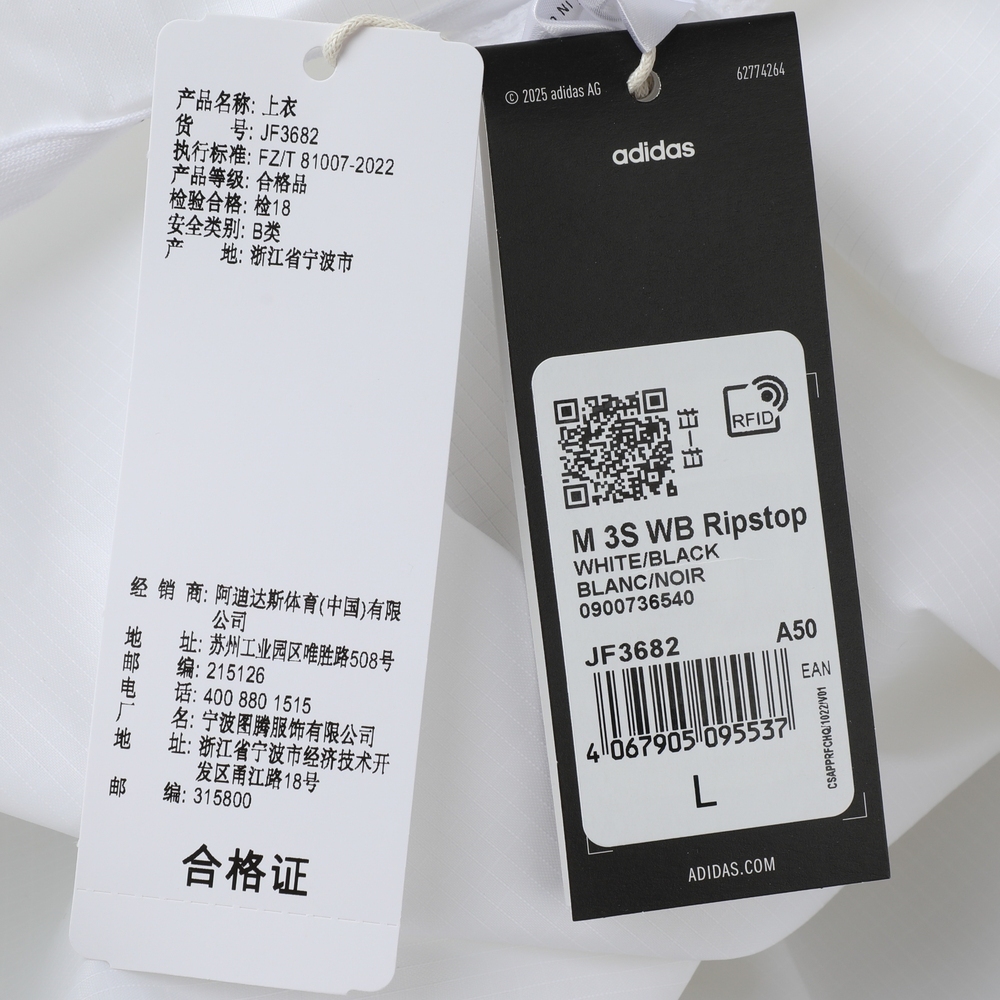 产品名称: 上衣
货 号: JF3682
执行标准: FZ/T 81007-2022
产品等级: 合格品
检验合格: 检18
安全类别: B类
产 地: 浙江省宁波市
经 销 商: 阿迪达斯体育(中国)有限
公司
地 址: 苏州工业园区唯胜路508号
邮 编: 215126
电 话: 400 880 1515
厂 名: 宁波图腾服饰有限公司
地 址: 浙江省宁波市经济技术开
发区甬江路18号
邮 编: 315800
合格证
© 2025 adidas AG
62774264
adidas
扫一扫
RFID
M 3S WB Ripstop
WHITE/BLACK
BLANC/NOIR
0900736540
JF3682
A50
EAN
4 067905 095537
CSAPPRFCHQ/1022/V01
L
ADIDAS.COM